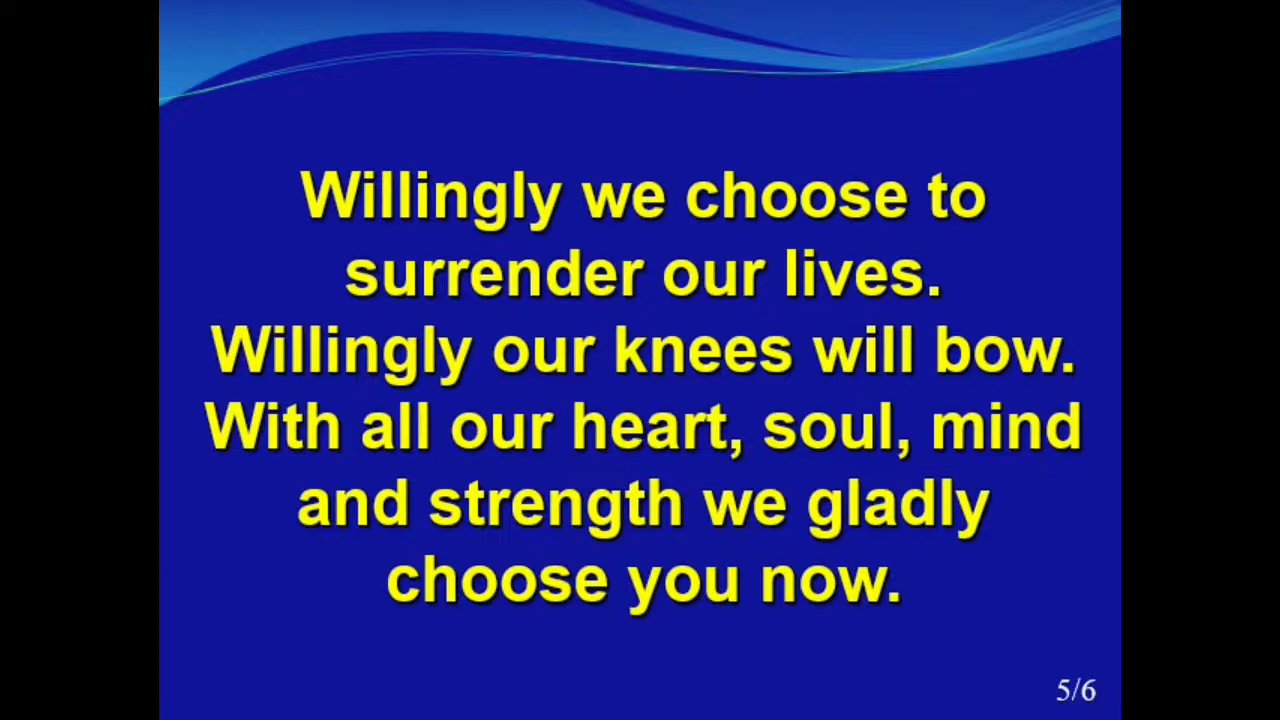 Willingly we choose to
surrender our lives.
Willingly our knees will bow.
With all our heart, soul, mind
and strength we gladly
choose you now.
5/6